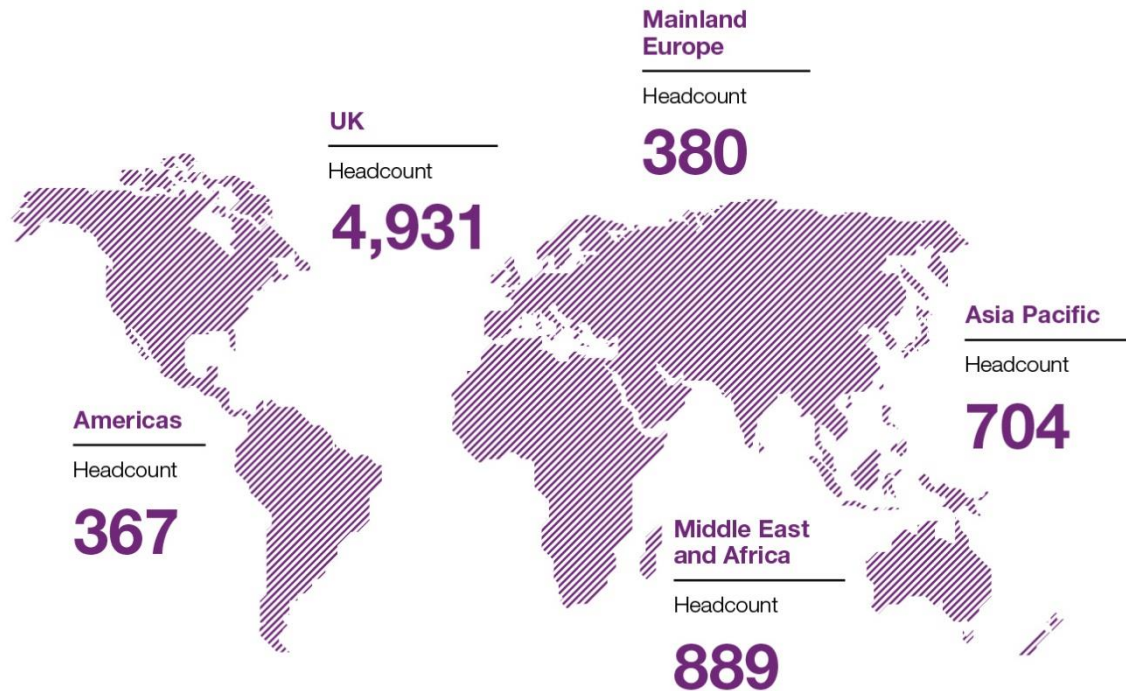 Mainland
Europe
Headcount
380
UK
Headcount
4,931
Asia Pacific
Headcount
704
Americas
Headcount
367
Middle East
and Africa
Headcount
889